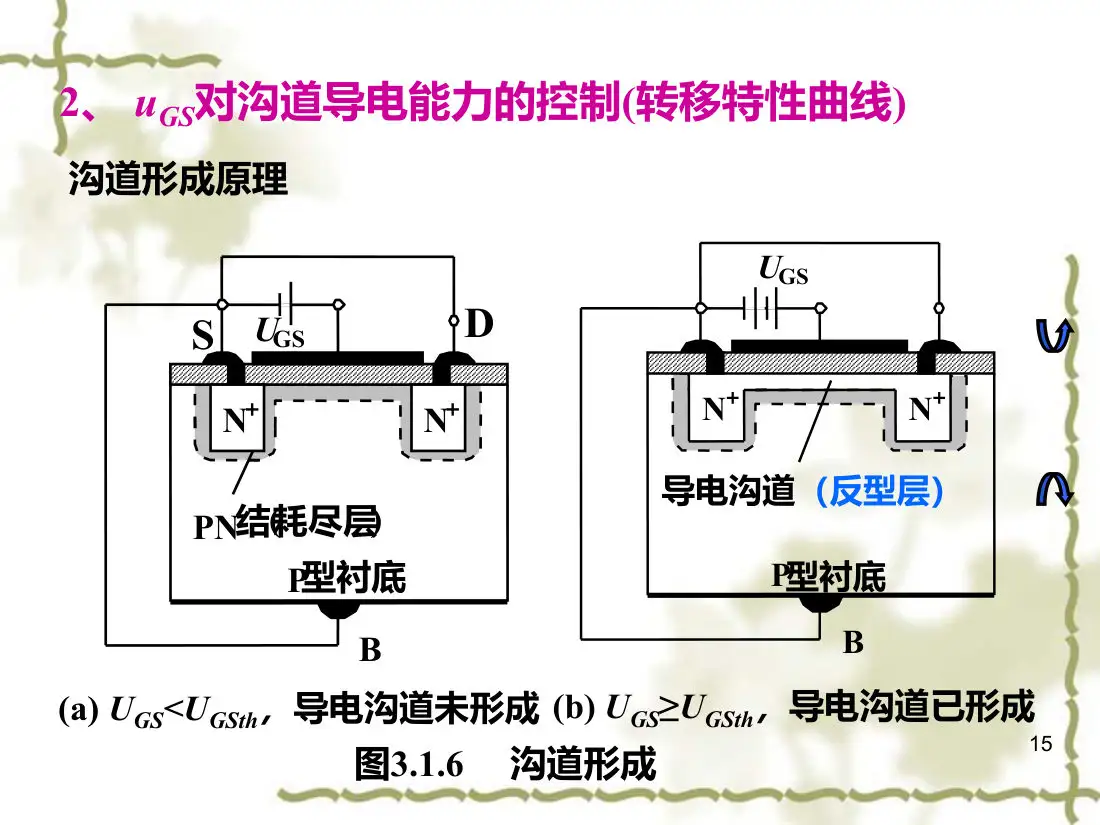 2、 uGS对沟道导电能力的控制(转移特性曲线)
沟道形成原理
UGS
S
UGS
D
N+
N+
N+
N+
导电沟道（反型层）
PN结(耗尽层)
P型衬底
P型衬底
B
B
(a) UGS<UGSth，导电沟道未形成
(b) UGS≥UGSth，导电沟道已形成
15
图3.1.6 沟道形成